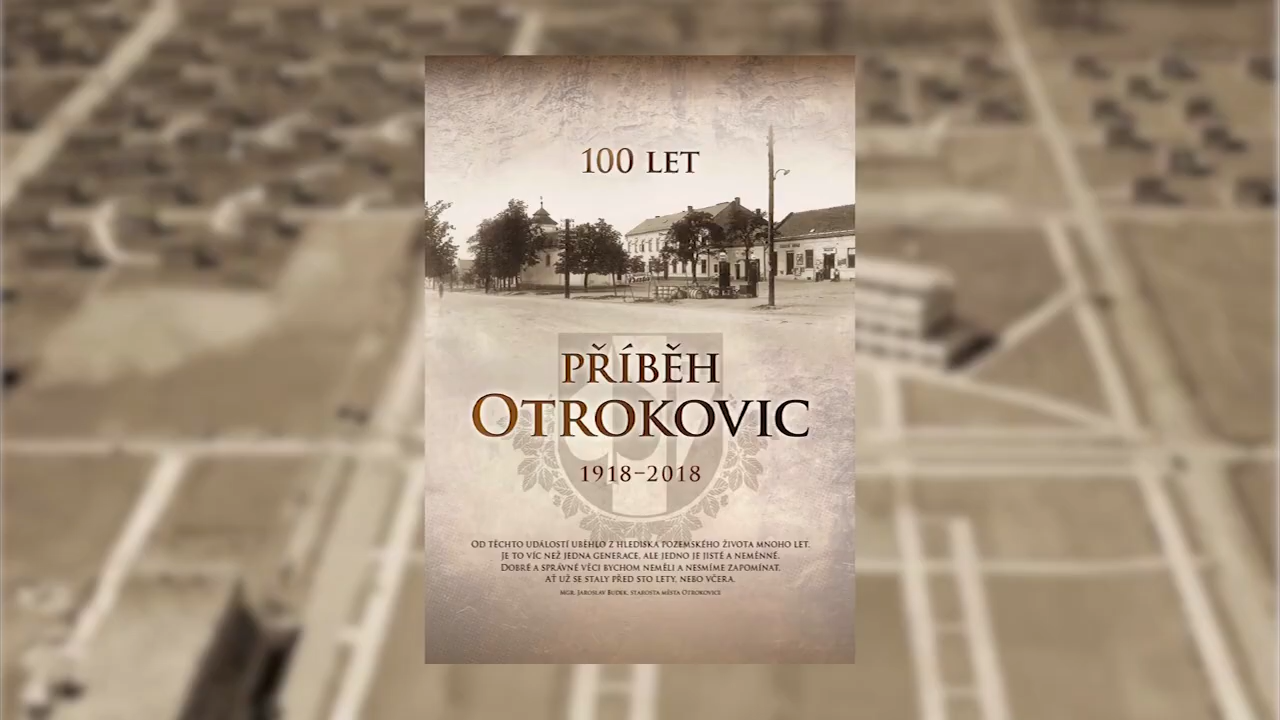 100 LET
PŘÍBĚH
OTROKOVIC
1918–2018
OD TĚCHTO UDÁLOSTÍ UBĚHLO Z HLEDISKA POZEMSKÉHO ŽIVOTA MNOHO LET.
JE TO VÍC NEŽ JEDNA GENERACE, ALE JEDNO JE JISTÉ A NEMĚNNÉ.
DOBRÉ A SPRÁVNÉ VĚCI BYCHOM NEMĚLI A NESMÍME ZAPOMÍNAT,
AŤ UŽ SE STALY PŘED STO LETY, NEBO VČERA.
MGR. JAROSLAV BUDEK, STAROSTA MĚSTA OTROKOVICE